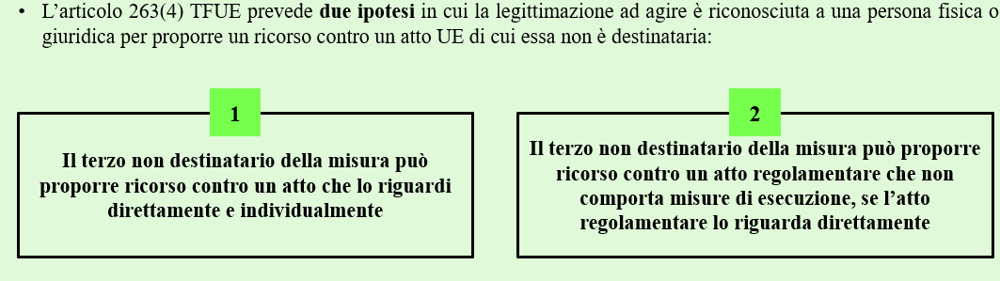 • L’articolo 263(4) TFUE prevede due ipotesi in cui la legittimazione ad agire è riconosciuta a una persona fisica o
giuridica per proporre un ricorso contro un atto UE di cui essa non è destinataria:
1
Il terzo non destinatario della misura può
proporre ricorso contro un atto che lo riguardi
direttamente e individualmente
2
Il terzo non destinatario della misura può proporre
ricorso contro un atto regolamentare che non
comporta misure di esecuzione, se l’atto
regolamentare lo riguarda direttamente